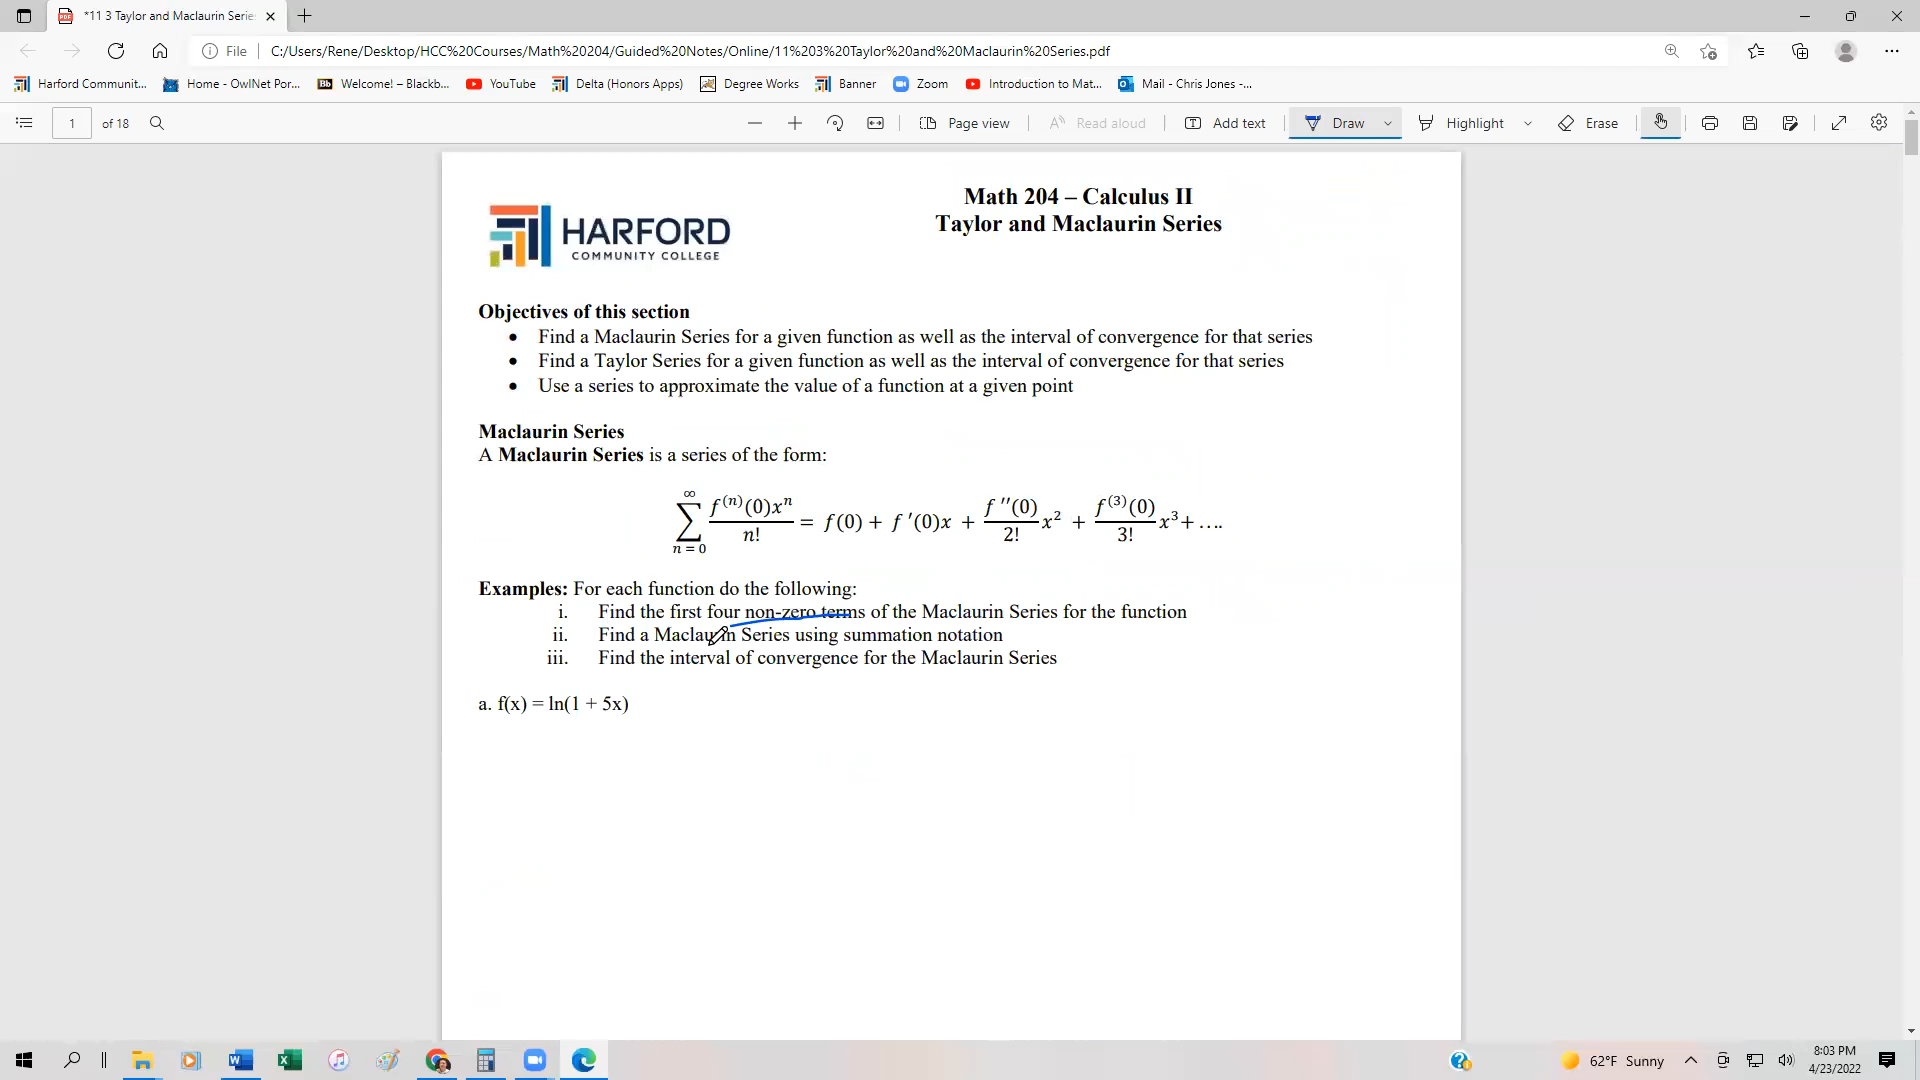 *11 3 Taylor and Maclaurin Serie
File C:/Users/Rene/Desktop/HCC%20Courses/Math%20204/Guided%20Notes/Online/11%203%20Taylor%20and%20Maclaurin%20Series.pdf
Harford Communit... Home - OwlNet Por... Bb Welcome! – Blackb... YouTube Delta (Honors Apps) Degree Works Banner Zoom Introduction to Mat... Mail - Chris Jones -...
1 of 18 Page view Read aloud Add text Draw Highlight Erase
Math 204 – Calculus II
Taylor and Maclaurin Series
HARFORD
COMMUNITY COLLEGE
Objectives of this section
• Find a Maclaurin Series for a given function as well as the interval of convergence for that series
• Find a Taylor Series for a given function as well as the interval of convergence for that series
• Use a series to approximate the value of a function at a given point
Maclaurin Series
A Maclaurin Series is a series of the form:
∑_{n = 0}^{∞} f⁽ⁿ⁾(0)xⁿ/n! = f(0) + f ′(0)x + f ′′(0)/2! x² + f⁽³⁾(0)/3! x³+ ….
Examples: For each function do the following:
i. Find the first four non-zero terms of the Maclaurin Series for the function
ii. Find a Maclaurin Series using summation notation
iii. Find the interval of convergence for the Maclaurin Series
a. f(x) = ln(1 + 5x)
62°F Sunny
8:03 PM
4/23/2022